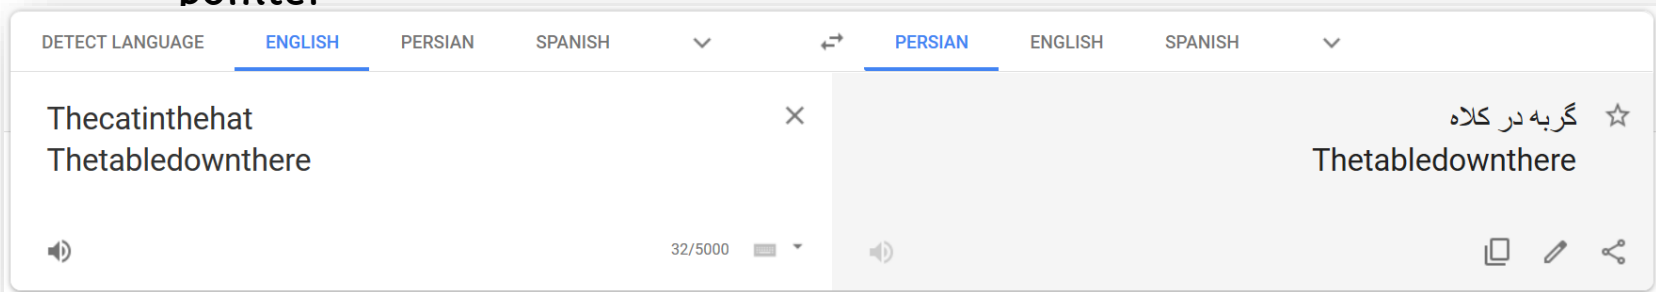 DETECT LANGUAGE ENGLISH PERSIAN SPANISH PERSIAN ENGLISH SPANISH
Thecatinthehat
Thetabledownthere
گربه در کلاه
Thetabledownthere
32/5000